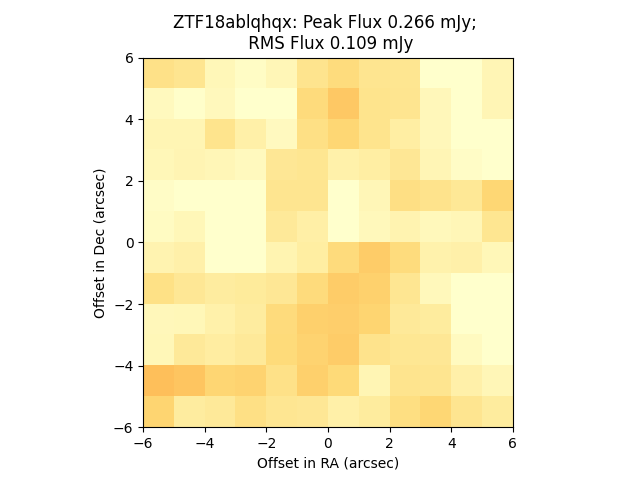 ZTF18ablqhqx: Peak Flux 0.266 mJy;
RMS Flux 0.109 mJy
6
4
2
0
−2
−4
−6
Offset in Dec (arcsec)
−6 −4 −2 0 2 4 6
Offset in RA (arcsec)